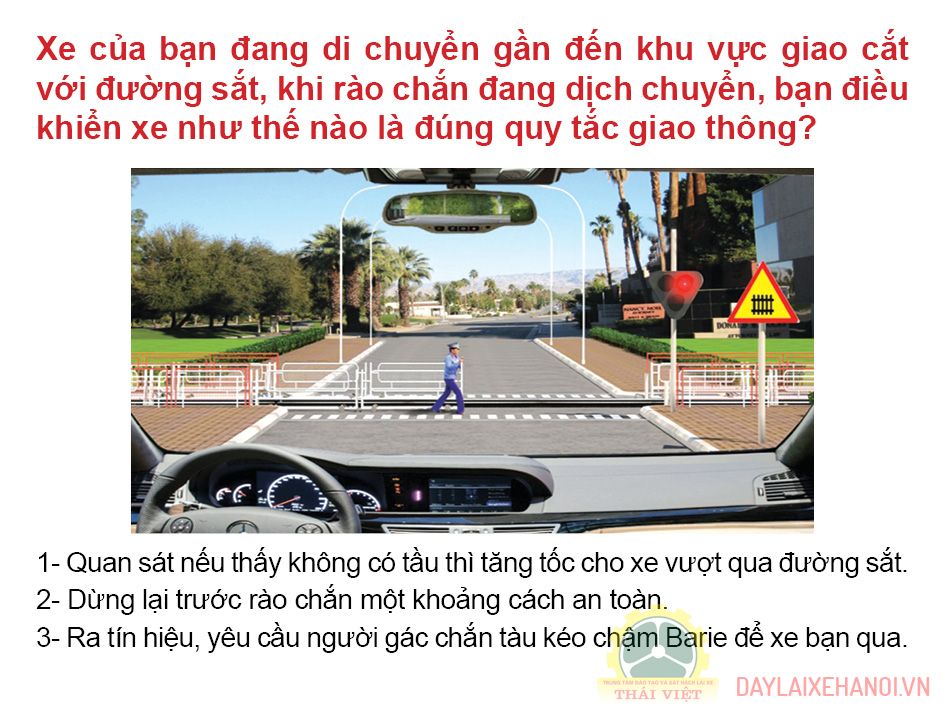 Xe của bạn đang di chuyển gần đến khu vực giao cắt
với đường sắt, khi rào chắn đang dịch chuyển, bạn điều
khiển xe như thế nào là đúng quy tắc giao thông?
1- Quan sát nếu thấy không có tầu thì tăng tốc cho xe vượt qua đường sắt.
2- Dừng lại trước rào chắn một khoảng cách an toàn.
3- Ra tín hiệu, yêu cầu người gác chắn tàu kéo chậm Barie để xe bạn qua.
TRUNG TÂM ĐÀO TẠO VÀ SÁT HẠCH LÁI XE
THÁI VIỆT
DAYLAIXEHANOI.VN